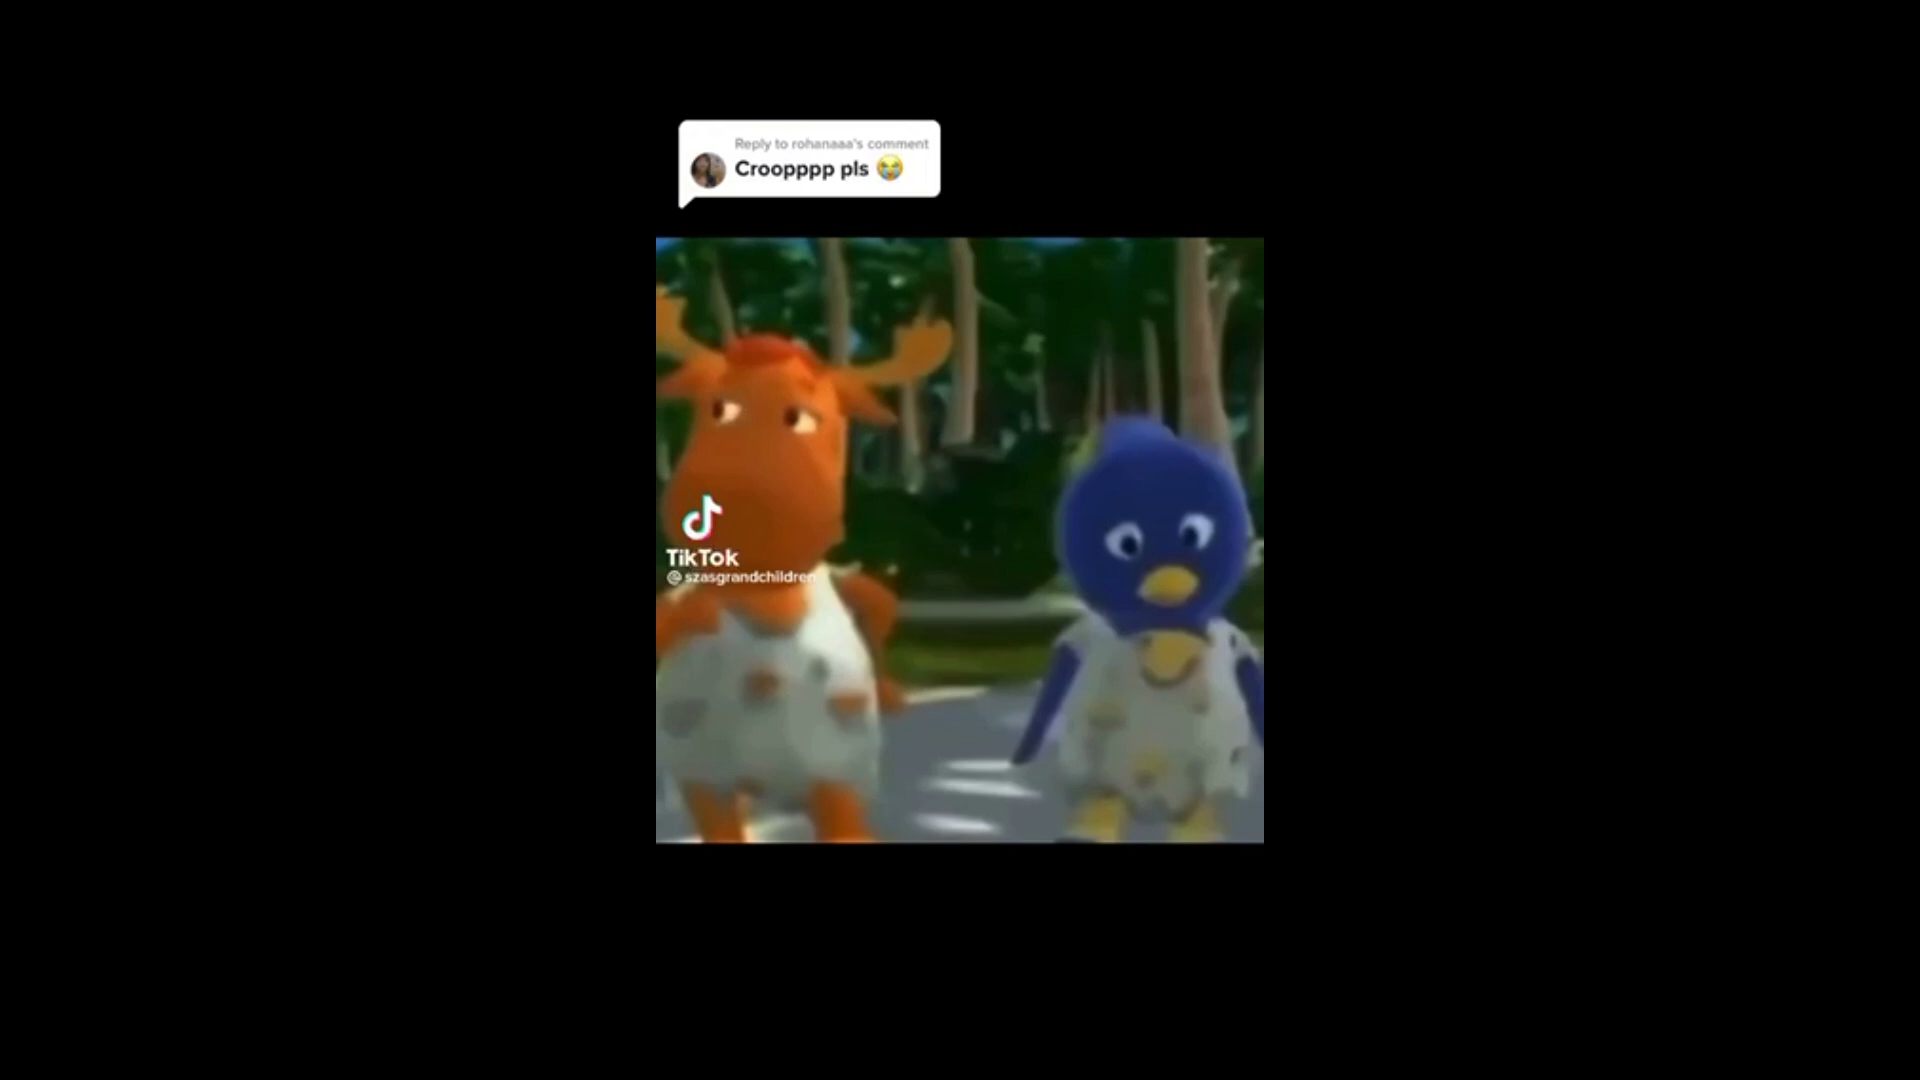 Reply to rohanaaa's comment
Croopppp pls 😭
TikTok
@szasgrandchildren